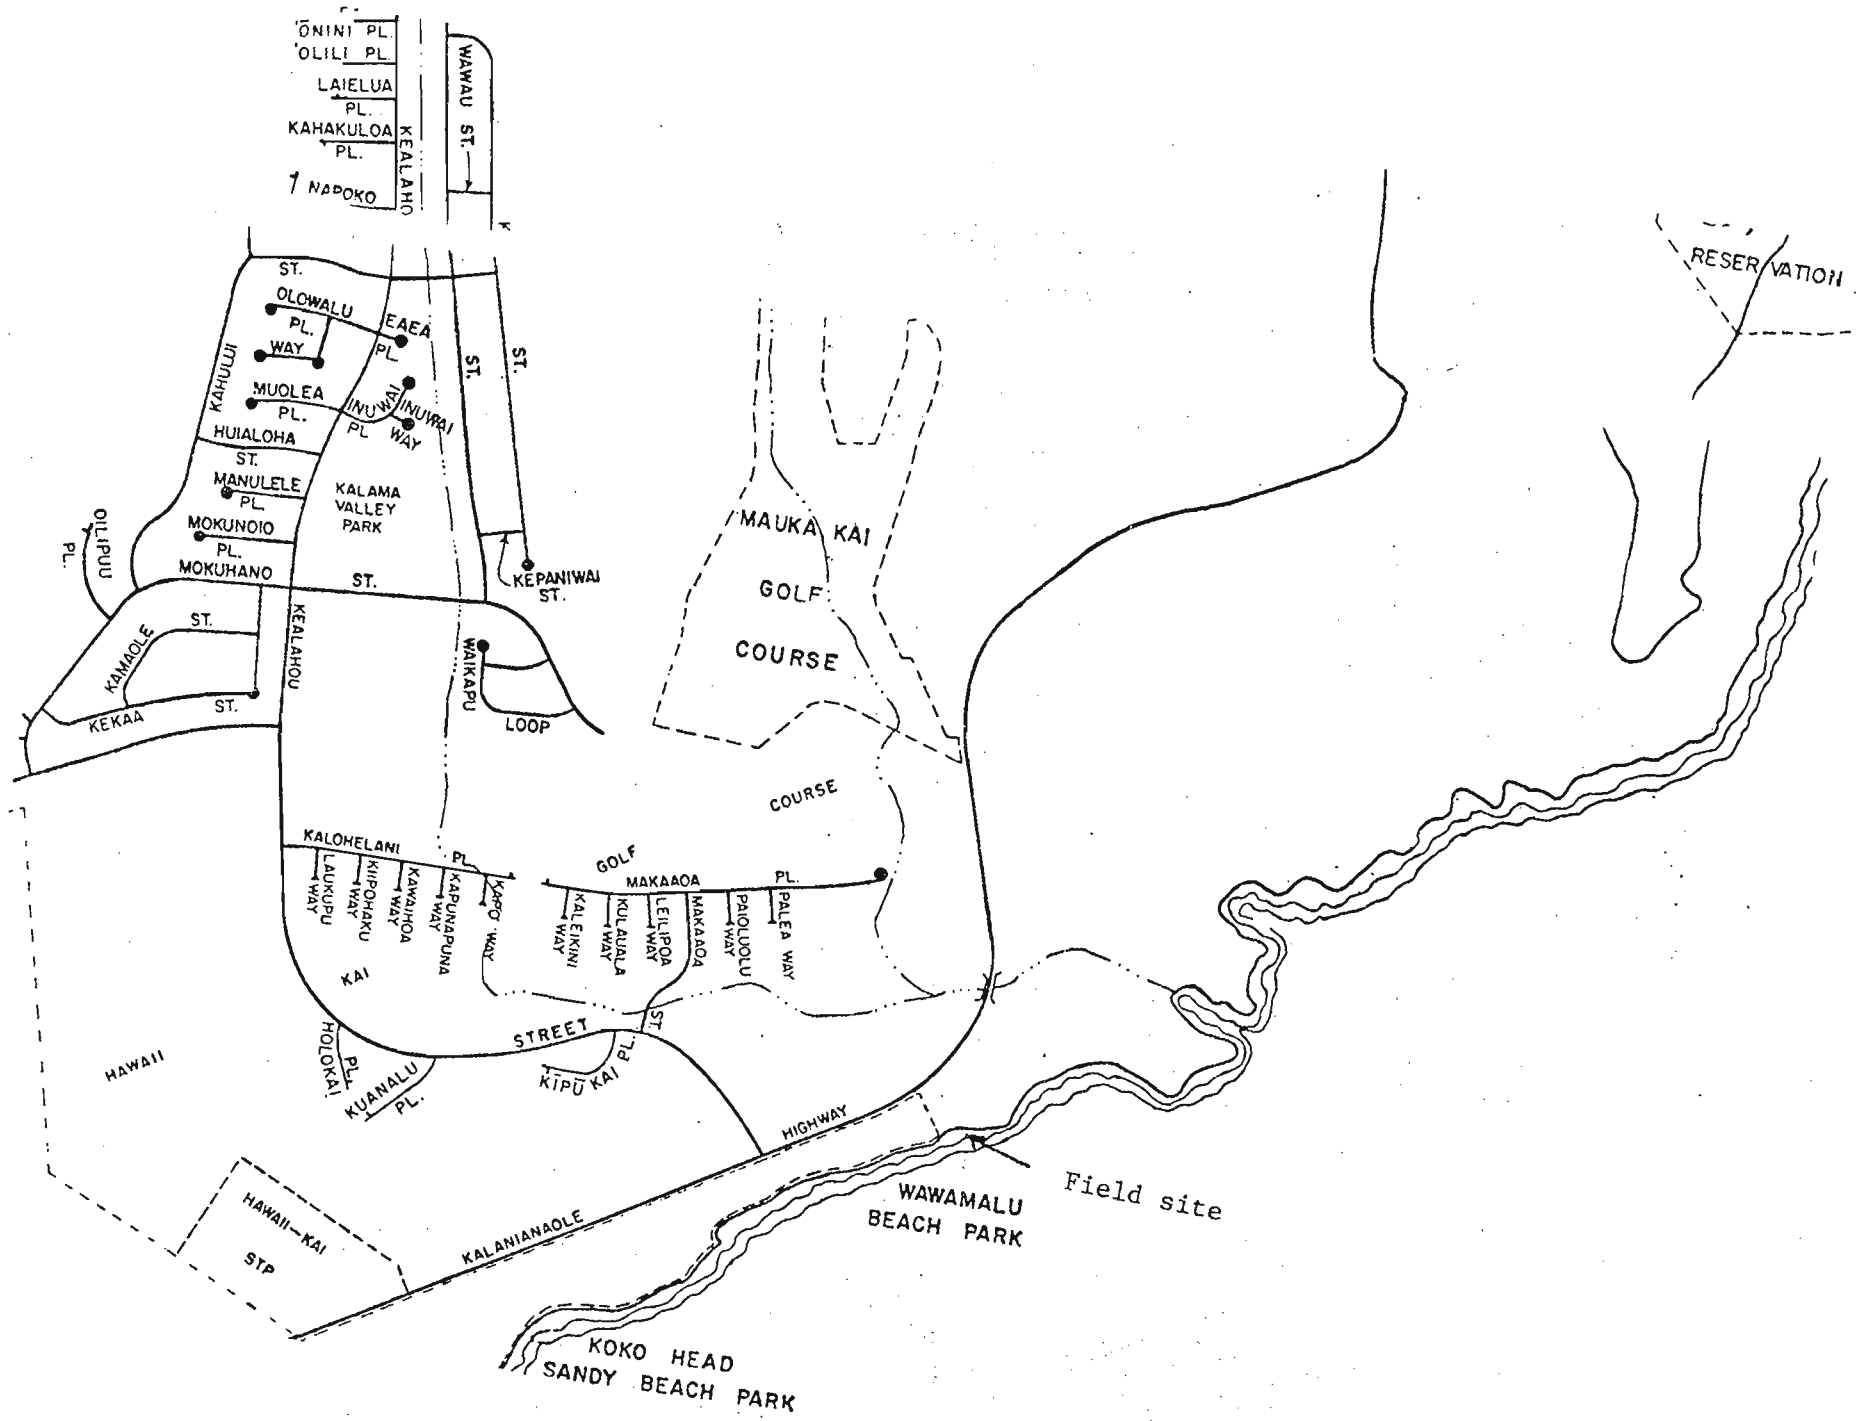 'ŌNINI PL.
'OLILI PL.
LAIELUA
PL.
KAHAKULOA
PL.
NAPOKO
KEALAHO
WAWAU ST.
K
ST.
OLOWALU
PL.
WAY
EAEA
PL.
KAHULUI
MUOLEA
PL.
INUWAI
PL
INUWAI
WAY
HUIALOHA
ST.
MANULELE
PL.
MOKUNOIO
PL.
MOKUHANO
ST.
KALAMA
VALLEY
PARK
ST.
ST.
KEPANIWAI
ST.
OILIPUU
PL.
KAMAOLE
ST.
KEKAA
ST.
KEALAHOU
WAIKAPU
LOOP
MAUKA KAI
GOLF
COURSE
RESERVATION
COURSE
GOLF
KALOHELANI
PL.
LAUKUPU
WAY
KIIPOHAKU
WAY
KAWAIHOA
WAY
KAPUNAPUNA
WAY
KAPO WAY
MAKAAOA
PL.
KALEIKINI
WAY
KULAUALA
WAY
LEILIPOA
WAY
MAKAAOA
ST.
PAIOLUOLU
WAY
PALEA WAY
KAI
HAWAII
STREET
HOLOKAI
PL.
KUANALU
PL.
KĪPŪ KAI
PL.
HAWAII-KAI
STP
KALANIANAOLE
HIGHWAY
WAWAMALU
BEACH PARK
Field site
KOKO HEAD
SANDY BEACH PARK